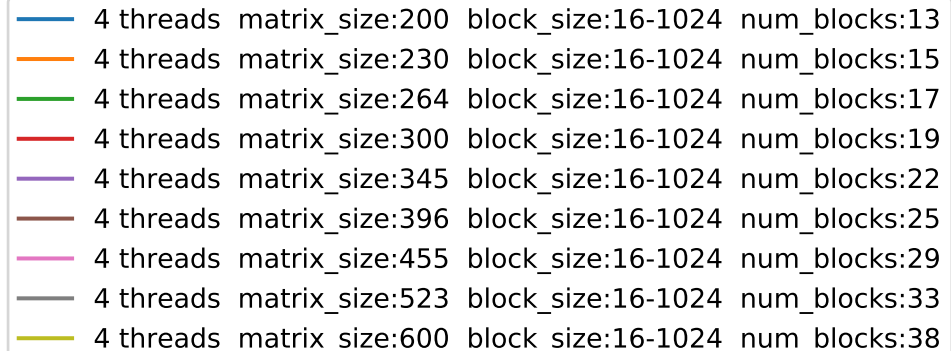 4 threads matrix_size:200 block_size:16-1024 num_blocks:13
4 threads matrix_size:230 block_size:16-1024 num_blocks:15
4 threads matrix_size:264 block_size:16-1024 num_blocks:17
4 threads matrix_size:300 block_size:16-1024 num_blocks:19
4 threads matrix_size:345 block_size:16-1024 num_blocks:22
4 threads matrix_size:396 block_size:16-1024 num_blocks:25
4 threads matrix_size:455 block_size:16-1024 num_blocks:29
4 threads matrix_size:523 block_size:16-1024 num_blocks:33
4 threads matrix_size:600 block_size:16-1024 num_blocks:38